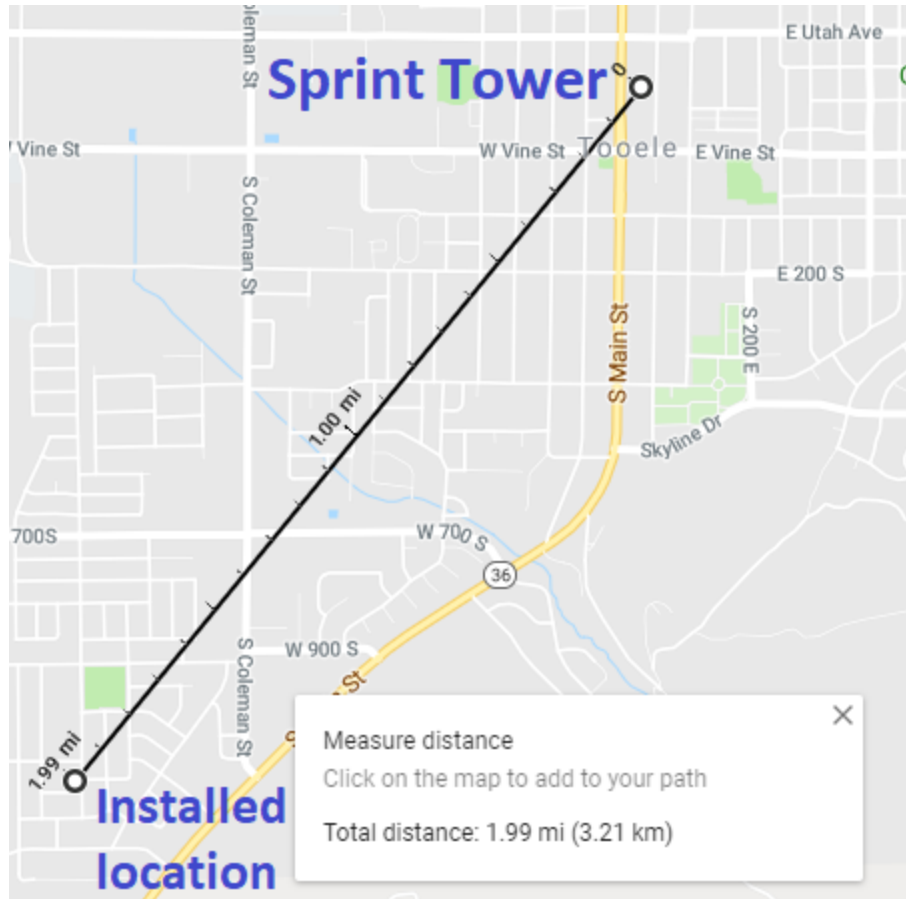 Coleman St
E Utah Ave
Sprint Tower
0
Vine St
W Vine St
Tooele
E Vine St
S Coleman St
E 200 S
S 200 E
S Main St
1.00 mi
Skyline Dr
700S
W 700 S
36
W 900 S
S Coleman St
St
1.99 mi
Installed
location
Measure distance
Click on the map to add to your path
Total distance: 1.99 mi (3.21 km)